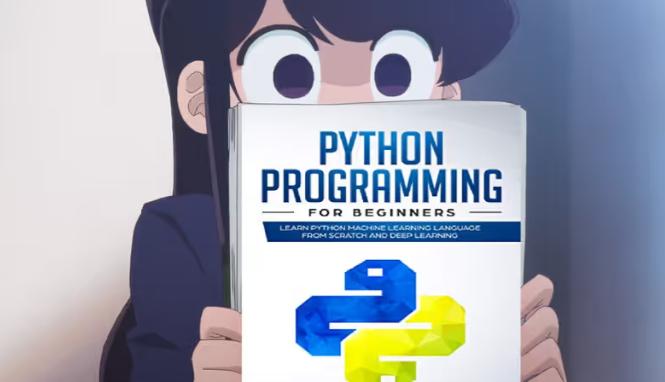 PYTHON
PROGRAMMING
FOR BEGINNERS
LEARN PYTHON MACHINE LEARNING LANGUAGE
FROM SCRATCH AND DEEP LEARNING